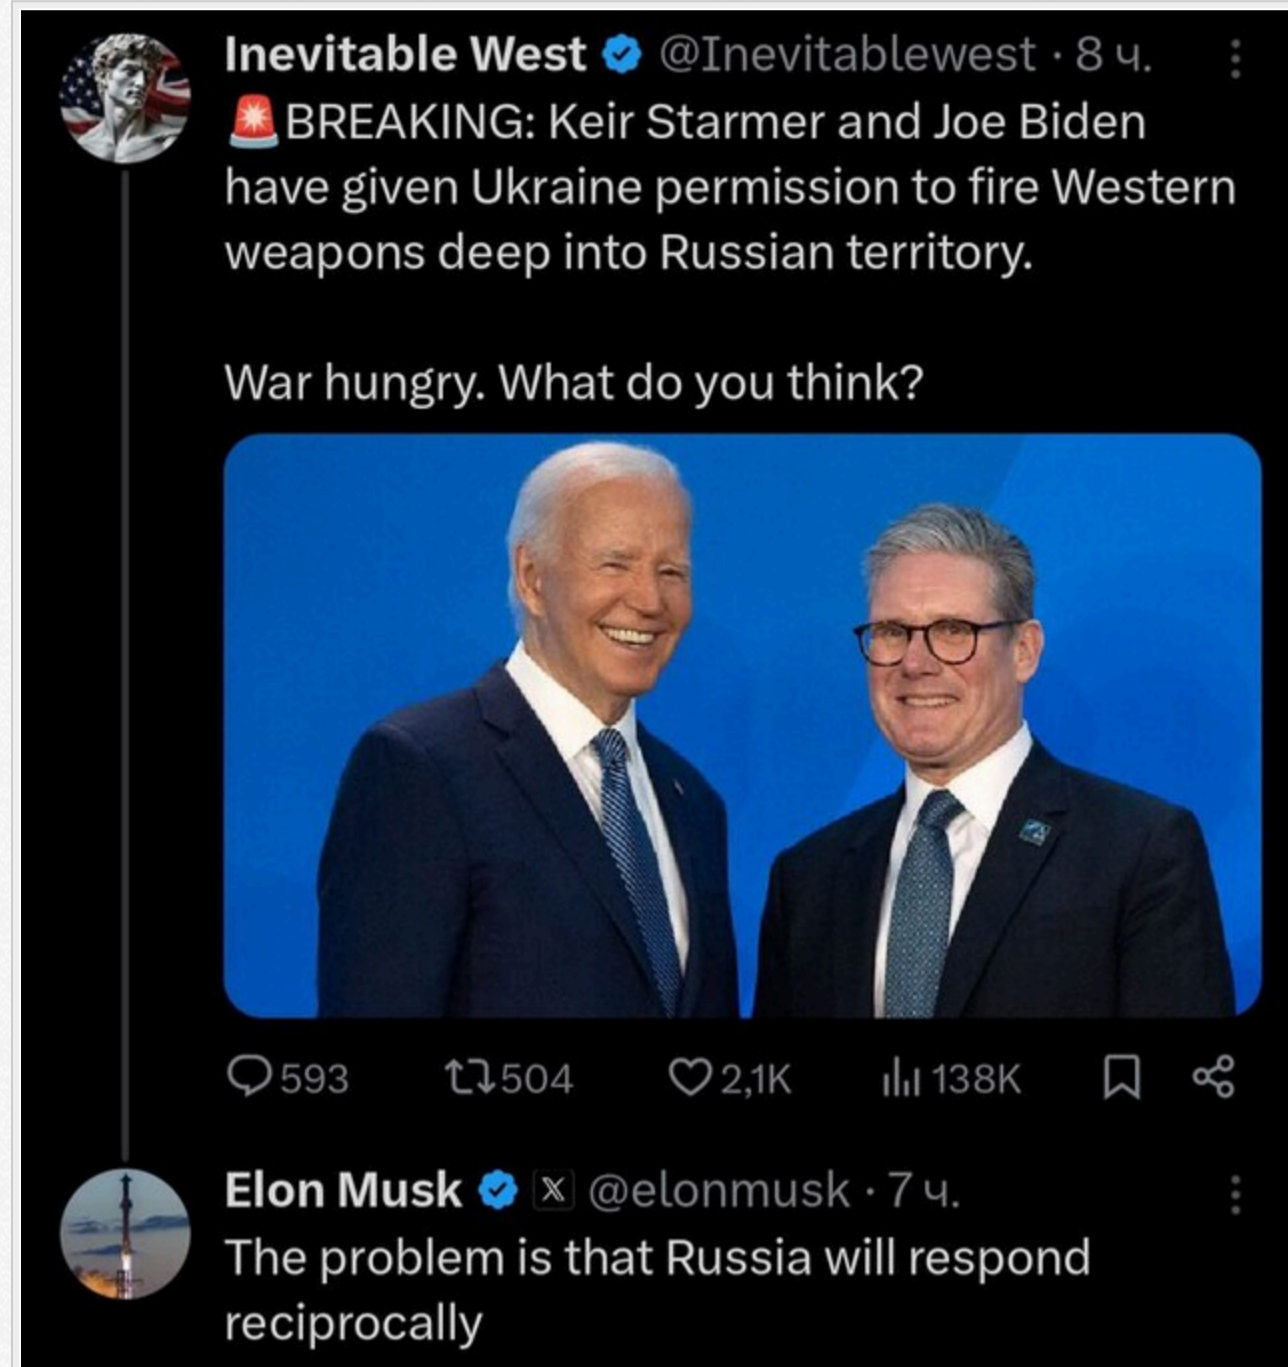 Inevitable West @Inevitablewest · 8 ч.
🚨BREAKING: Keir Starmer and Joe Biden
have given Ukraine permission to fire Western
weapons deep into Russian territory.
War hungry. What do you think?
593 504 2,1K 138K
Elon Musk X @elonmusk · 7 ч.
The problem is that Russia will respond
reciprocally